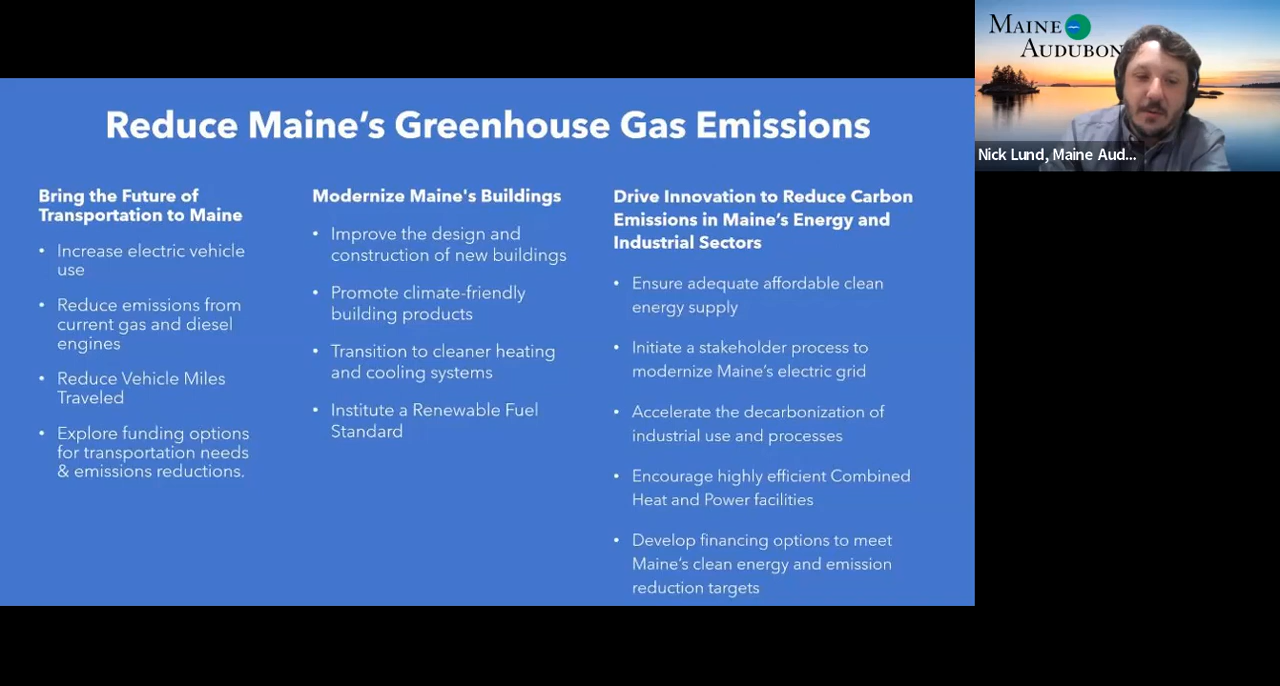 Reduce Maine's Greenhouse Gas Emissions
Bring the Future of
Transportation to Maine
• Increase electric vehicle
use
• Reduce emissions from
current gas and diesel
engines
• Reduce Vehicle Miles
Traveled
• Explore funding options
for transportation needs
& emissions reductions.
Modernize Maine's Buildings
• Improve the design and
construction of new buildings
• Promote climate-friendly
building products
• Transition to cleaner heating
and cooling systems
• Institute a Renewable Fuel
Standard
Drive Innovation to Reduce Carbon
Emissions in Maine's Energy and
Industrial Sectors
• Ensure adequate affordable clean
energy supply
• Initiate a stakeholder process to
modernize Maine's electric grid
• Accelerate the decarbonization of
industrial use and processes
• Encourage highly efficient Combined
Heat and Power facilities
• Develop financing options to meet
Maine's clean energy and emission
reduction targets
MAINE
AUDUBON
Nick Lund, Maine Aud...